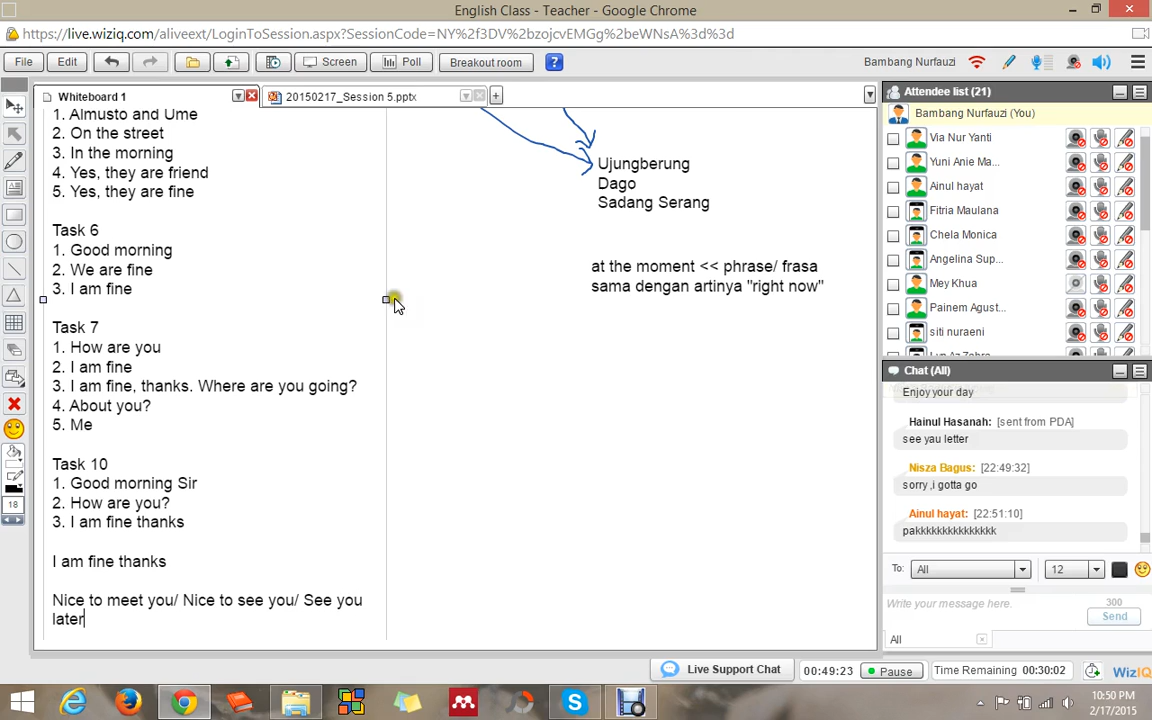 English Class - Teacher - Google Chrome
https://live.wiziq.com/aliveext/LoginToSession.aspx?SessionCode=NY%2f3DV%2bzojcvEMGg%2beWNsA%3d%3d
File Edit Screen Poll Breakout room ? Bambang Nurfauzi
Whiteboard 1 20150217_Session 5.pptx
1. Almusto and Ume
2. On the street
3. In the morning
4. Yes, they are friend
5. Yes, they are fine
Task 6
1. Good morning
2. We are fine
3. I am fine
Task 7
1. How are you
2. I am fine
3. I am fine, thanks. Where are you going?
4. About you?
5. Me
Task 10
1. Good morning Sir
2. How are you?
3. I am fine thanks
I am fine thanks
Nice to meet you/ Nice to see you/ See you
later
Ujungberung
Dago
Sadang Serang
at the moment << phrase/ frasa
sama dengan artinya "right now"
18
Attendee list (21)
Bambang Nurfauzi (You)
Via Nur Yanti
Yuni Anie Ma...
Ainul hayat
Fitria Maulana
Chela Monica
Angelina Sup...
Mey Khua
Painem Agust...
siti nuraeni
Chat (All)
Enjoy your day
Hainul Hasanah: [sent from PDA]
see yau letter
Nisza Bagus: [22:49:32]
sorry ,i gotta go
Ainul hayat: [22:51:10]
pakkkkkkkkkkkkkk
To: All 12
Write your message here. 300
Send
All
Live Support Chat 00:49:23 Pause Time Remaining 00:30:02 WizIQ
10:50 PM
2/17/2015